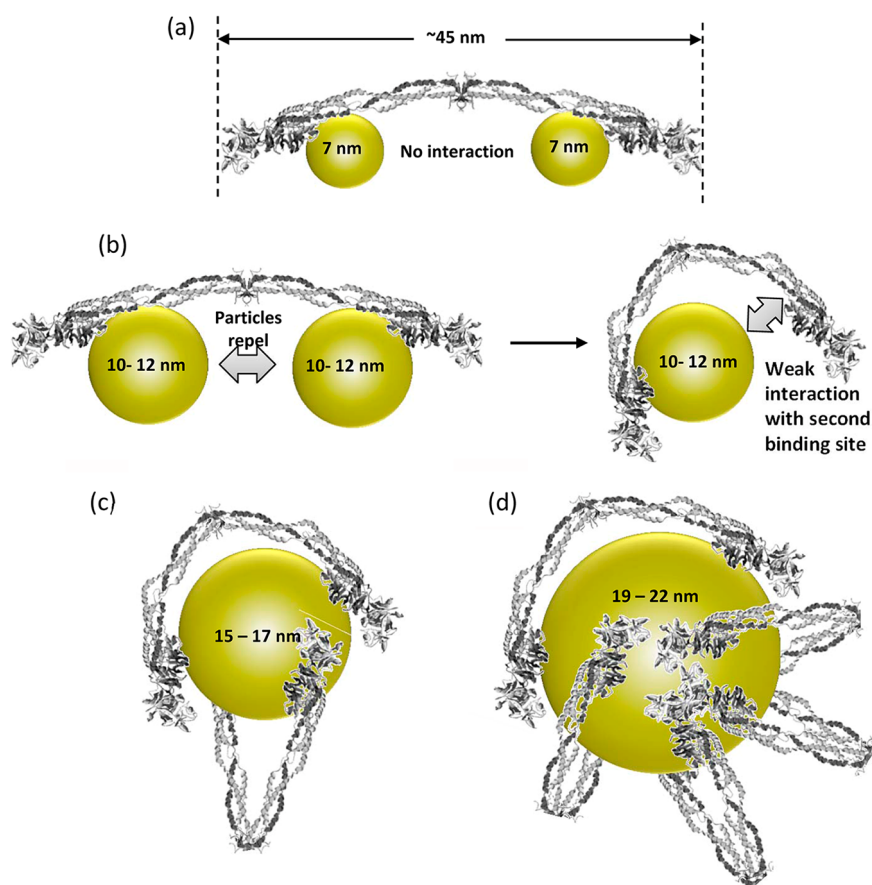 (a)
~45 nm
7 nm
No interaction
7 nm
(b)
Particles
repel
10- 12 nm
10- 12 nm
10- 12 nm
Weak
interaction
with second
binding site
(c)
15 – 17 nm
(d)
19 – 22 nm